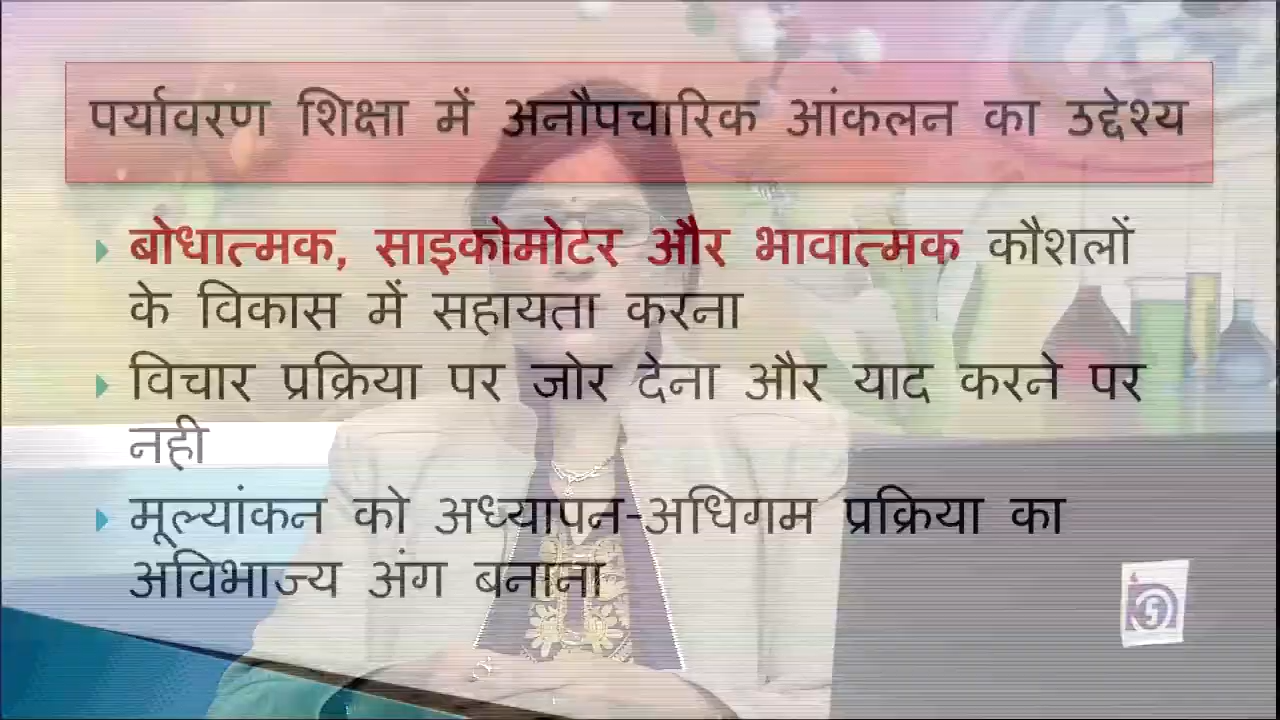 पर्यावरण शिक्षा में अनौपचारिक आंकलन का उद्देश्य
बोधात्मक, साइकोमोटर और भावात्मक कौशलों
के विकास में सहायता करना
विचार प्रक्रिया पर जोर देना और याद करने पर
नही
मूल्यांकन को अध्यापन-अधिगम प्रक्रिया का
अविभाज्य अंग बनाना